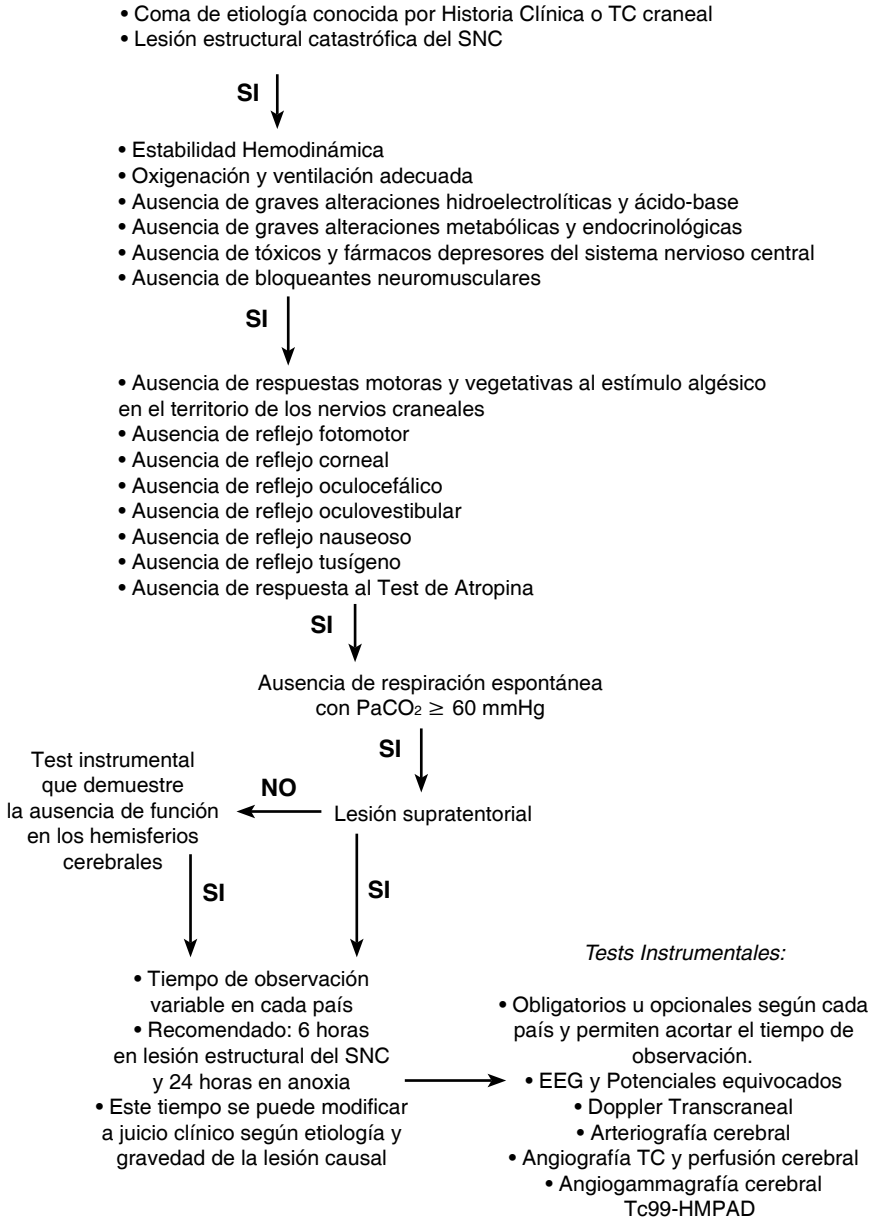 • Coma de etiología conocida por Historia Clínica o TC craneal
• Lesión estructural catastrófica del SNC
SI
• Estabilidad Hemodinámica
• Oxigenación y ventilación adecuada
• Ausencia de graves alteraciones hidroelectrolíticas y ácido-base
• Ausencia de graves alteraciones metabólicas y endocrinológicas
• Ausencia de tóxicos y fármacos depresores del sistema nervioso central
• Ausencia de bloqueantes neuromusculares
SI
• Ausencia de respuestas motoras y vegetativas al estímulo algésico
en el territorio de los nervios craneales
• Ausencia de reflejo fotomotor
• Ausencia de reflejo corneal
• Ausencia de reflejo oculocefálico
• Ausencia de reflejo oculovestibular
• Ausencia de reflejo nauseoso
• Ausencia de reflejo tusígeno
• Ausencia de respuesta al Test de Atropina
SI
Ausencia de respiración espontánea
con PaCO₂ ≥ 60 mmHg
SI
Test instrumental
que demuestre
la ausencia de función
en los hemisferios
cerebrales
NO
Lesión supratentorial
SI
SI
• Tiempo de observación
variable en cada país
• Recomendado: 6 horas
en lesión estructural del SNC
y 24 horas en anoxia
• Este tiempo se puede modificar
a juicio clínico según etiología y
gravedad de la lesión causal
Tests Instrumentales:
• Obligatorios u opcionales según cada
país y permiten acortar el tiempo de
observación.
• EEG y Potenciales equivocados
• Doppler Transcraneal
• Arteriografía cerebral
• Angiografía TC y perfusión cerebral
• Angiogammagrafía cerebral
Tc99-HMPAD